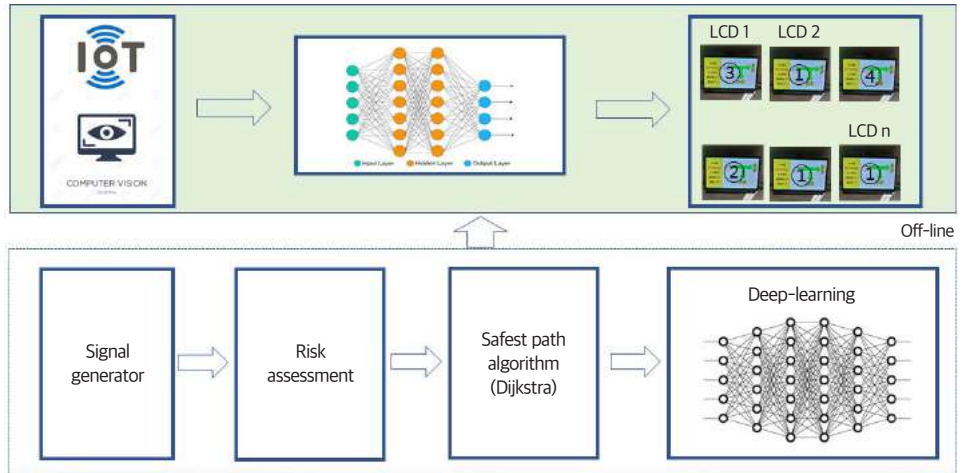 IoT
COMPUTER VISION
Input Layer Hidden Layer Output Layer
LCD 1 LCD 2
3 1 4
LCD n
2 1 1
Off-line
Signal
generator
Risk
assessment
Safest path
algorithm
(Dijkstra)
Deep-learning